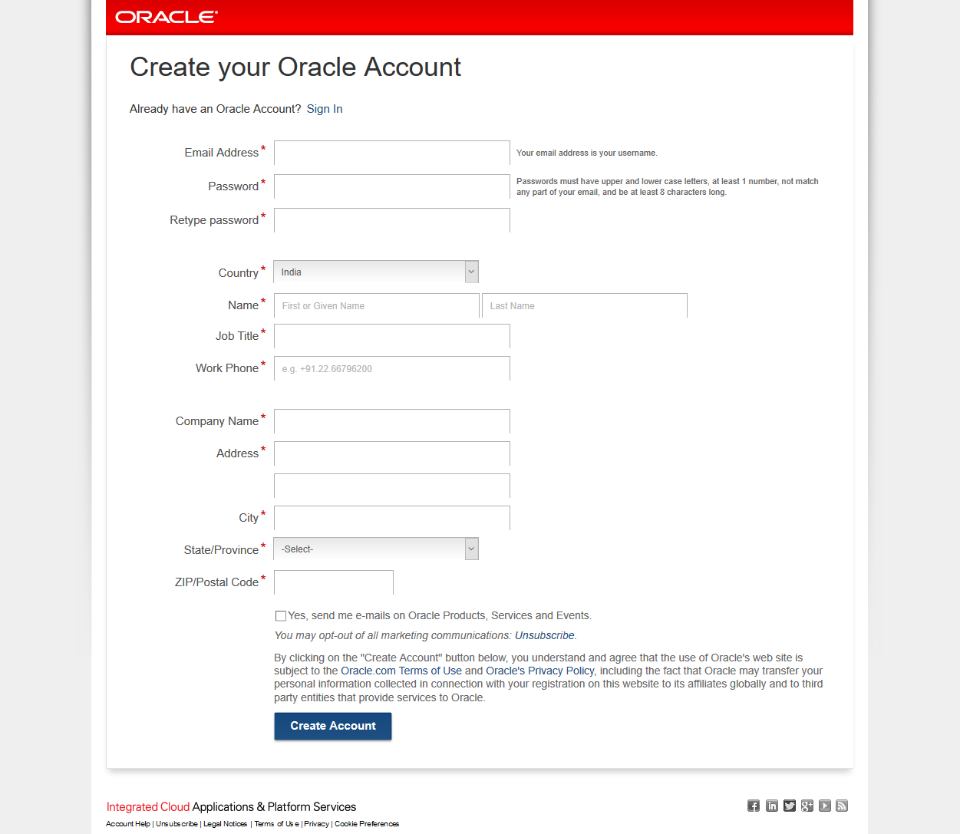 ORACLE
Create your Oracle Account
Already have an Oracle Account? Sign In
Email Address * Your email address is your username.
Password * Passwords must have upper and lower case letters, at least 1 number, not match
any part of your email, and be at least 8 characters long.
Retype password *
Country * India
Name * First or Given Name Last Name
Job Title *
Work Phone * e.g. +91.22.66796200
Company Name *
Address *
City *
State/Province * -Select-
ZIP/Postal Code *
Yes, send me e-mails on Oracle Products, Services and Events.
You may opt-out of all marketing communications: Unsubscribe.
By clicking on the "Create Account" button below, you understand and agree that the use of Oracle's web site is
subject to the Oracle.com Terms of Use and Oracle's Privacy Policy, including the fact that Oracle may transfer your
personal information collected in connection with your registration on this website to its affiliates globally and to third
party entities that provide services to Oracle.
Create Account
Integrated Cloud Applications & Platform Services
Account Help | Unsubscribe | Legal Notices | Terms of Use | Privacy | Cookie Preferences